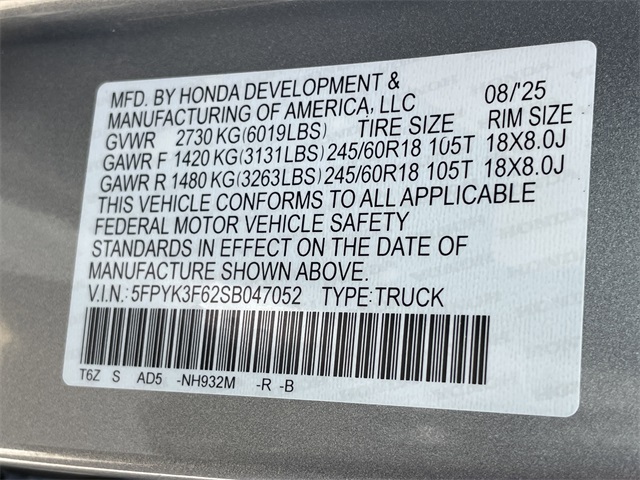 MFD. BY HONDA DEVELOPMENT &
MANUFACTURING OF AMERICA, LLC 08/'25
GVWR 2730 KG(6019LBS) TIRE SIZE RIM SIZE
GAWR F 1420 KG(3131LBS) 245/60R18 105T 18X8.0J
GAWR R 1480 KG(3263LBS) 245/60R18 105T 18X8.0J
THIS VEHICLE CONFORMS TO ALL APPLICABLE
FEDERAL MOTOR VEHICLE SAFETY
STANDARDS IN EFFECT ON THE DATE OF
MANUFACTURE SHOWN ABOVE.
V.I.N.: 5FPYK3F62SB047052 TYPE: TRUCK
T6Z S AD5 -NH932M -R -B